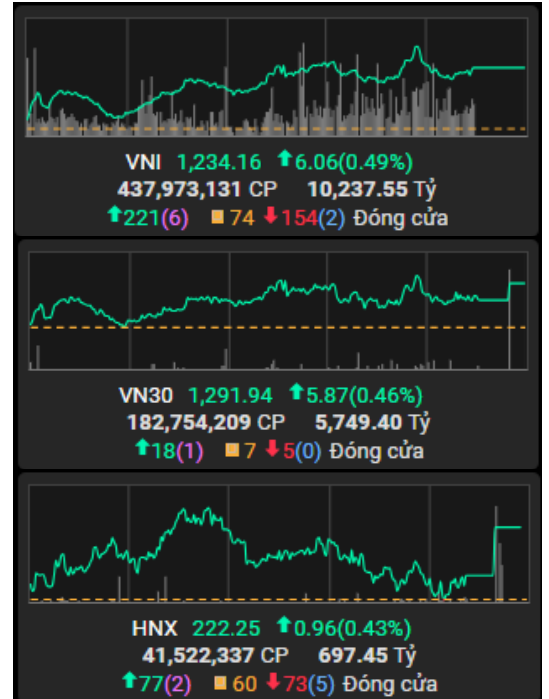 VNI 1,234.16 ⬆6.06(0.49%)
437,973,131 CP 10,237.55 Tỷ
⬆221(6) ■ 74 ⬇154(2) Đóng cửa
VN30 1,291.94 ⬆5.87(0.46%)
182,754,209 CP 5,749.40 Tỷ
⬆18(1) ■ 7 ⬇5(0) Đóng cửa
HNX 222.25 ⬆0.96(0.43%)
41,522,337 CP 697.45 Tỷ
⬆77(2) ■ 60 ⬇73(5) Đóng cửa